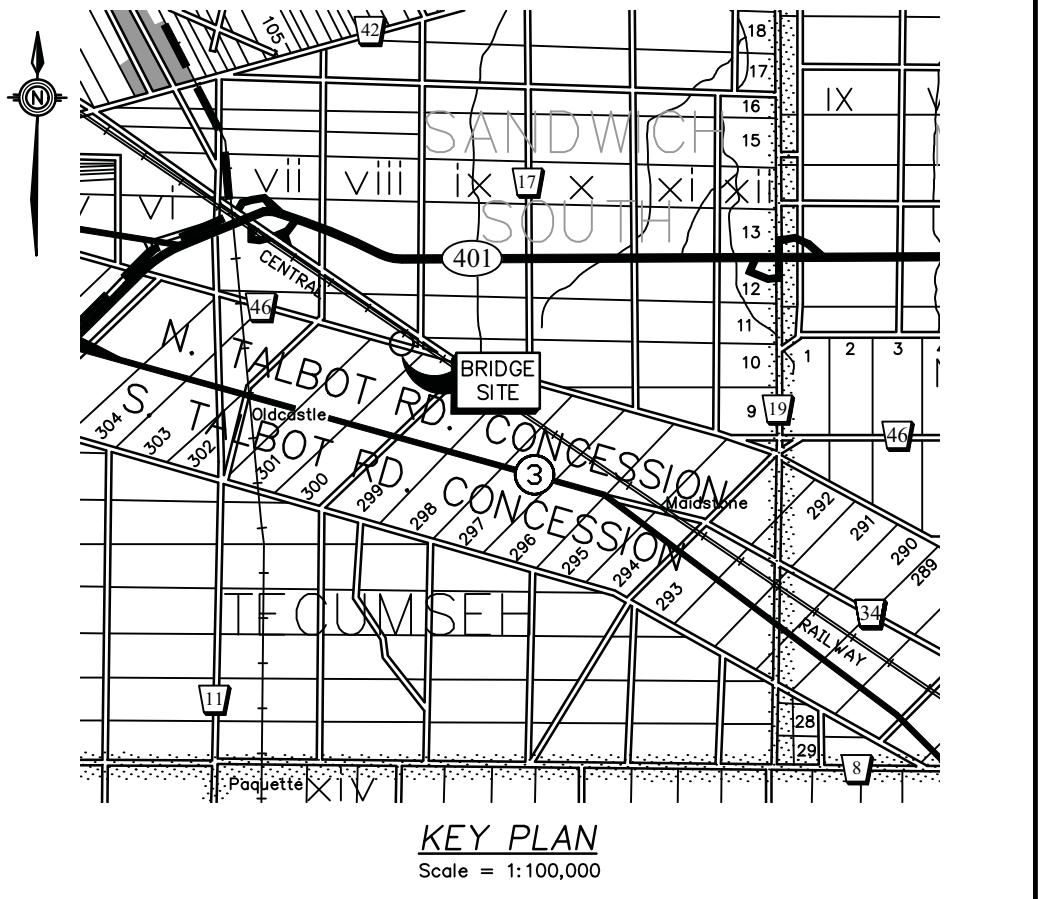 105
42
18
17
N
16
IX
SANDWICH
15
vi
vii
viii
ix
17
x
xi
xii
SOUTH
13
401
CENTRAL
12
46
11
N. TALBOT RD. CONCESSION
10
1
2
3
BRIDGE
SITE
9
19
46
S. TALBOT RD. CONCESSION
Oldcastle
304
303
302
301
300
299
298
297
296
295
294
293
3
Maidstone
292
291
290
289
34
TECUMSEH
RAILWAY
11
28
29
8
Paquette
XIV
KEY PLAN
Scale = 1:100,000